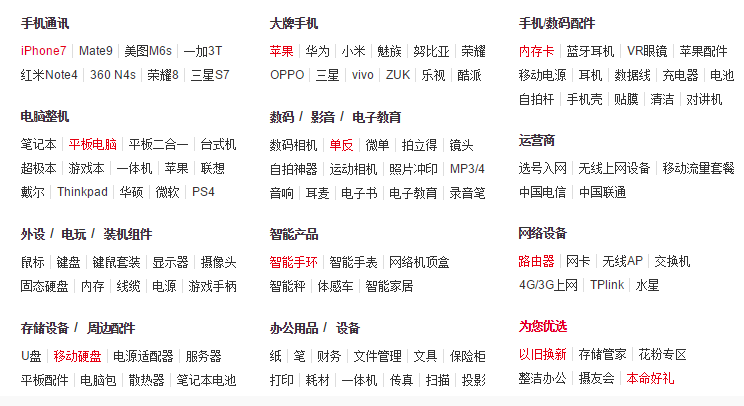 手机通讯
iPhone7 Mate9 美图M6s 一加3T
红米Note4 360 N4s 荣耀8 三星S7
电脑整机
笔记本 平板电脑 平板二合一 台式机
超极本 游戏本 一体机 苹果 联想
戴尔 Thinkpad 华硕 微软 PS4
外设 / 电玩 / 装机组件
鼠标 键盘 键鼠套装 显示器 摄像头
固态硬盘 内存 线缆 电源 游戏手柄
存储设备 / 周边配件
U盘 移动硬盘 电源适配器 服务器
平板配件 电脑包 散热器 笔记本电池
大牌手机
苹果 华为 小米 魅族 努比亚 荣耀
OPPO 三星 vivo ZUK 乐视 酷派
数码 / 影音 / 电子教育
数码相机 单反 微单 拍立得 镜头
自拍神器 运动相机 照片冲印 MP3/4
音响 耳麦 电子书 电子教育 录音笔
智能产品
智能手环 智能手表 网络机顶盒
智能秤 体感车 智能家居
办公用品 / 设备
纸 笔 财务 文件管理 文具 保险柜
打印 耗材 一体机 传真 扫描 投影
手机/数码配件
内存卡 蓝牙耳机 VR眼镜 苹果配件
移动电源 耳机 数据线 充电器 电池
自拍杆 手机壳 贴膜 清洁 对讲机
运营商
选号入网 无线上网设备 移动流量套餐
中国电信 中国联通
网络设备
路由器 网卡 无线AP 交换机
4G/3G上网 TPlink 水星
为您优选
以旧换新 存储管家 花粉专区
整洁办公 摄友会 本命好礼